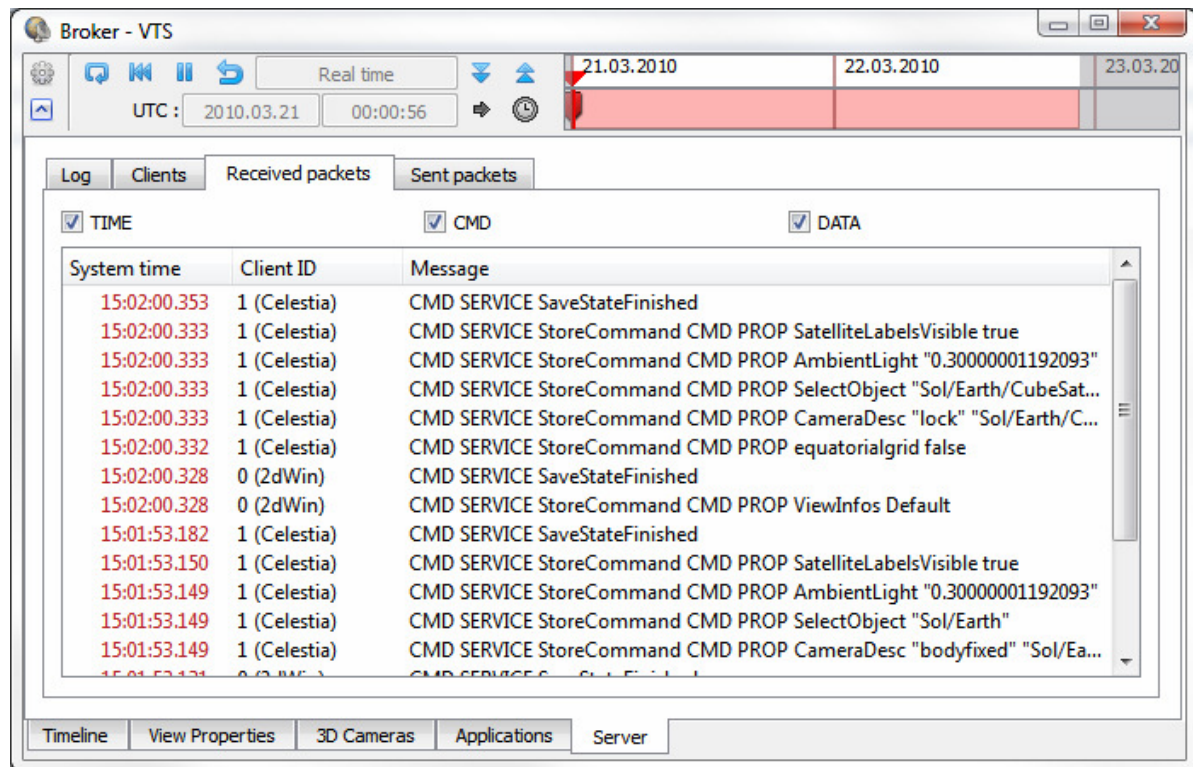 Broker - VTS
Real time
21.03.2010 22.03.2010 23.03.20
UTC : 2010.03.21 00:00:56
Log Clients Received packets Sent packets
TIME CMD DATA
System time Client ID Message
15:02:00.353 1 (Celestia) CMD SERVICE SaveStateFinished
15:02:00.333 1 (Celestia) CMD SERVICE StoreCommand CMD PROP SatelliteLabelsVisible true
15:02:00.333 1 (Celestia) CMD SERVICE StoreCommand CMD PROP AmbientLight "0.30000001192093"
15:02:00.333 1 (Celestia) CMD SERVICE StoreCommand CMD PROP SelectObject "Sol/Earth/CubeSat...
15:02:00.333 1 (Celestia) CMD SERVICE StoreCommand CMD PROP CameraDesc "lock" "Sol/Earth/C...
15:02:00.332 1 (Celestia) CMD SERVICE StoreCommand CMD PROP equatorialgrid false
15:02:00.328 0 (2dWin) CMD SERVICE SaveStateFinished
15:02:00.328 0 (2dWin) CMD SERVICE StoreCommand CMD PROP ViewInfos Default
15:01:53.182 1 (Celestia) CMD SERVICE SaveStateFinished
15:01:53.150 1 (Celestia) CMD SERVICE StoreCommand CMD PROP SatelliteLabelsVisible true
15:01:53.149 1 (Celestia) CMD SERVICE StoreCommand CMD PROP AmbientLight "0.30000001192093"
15:01:53.149 1 (Celestia) CMD SERVICE StoreCommand CMD PROP SelectObject "Sol/Earth"
15:01:53.149 1 (Celestia) CMD SERVICE StoreCommand CMD PROP CameraDesc "bodyfixed" "Sol/Ea...
Timeline View Properties 3D Cameras Applications Server